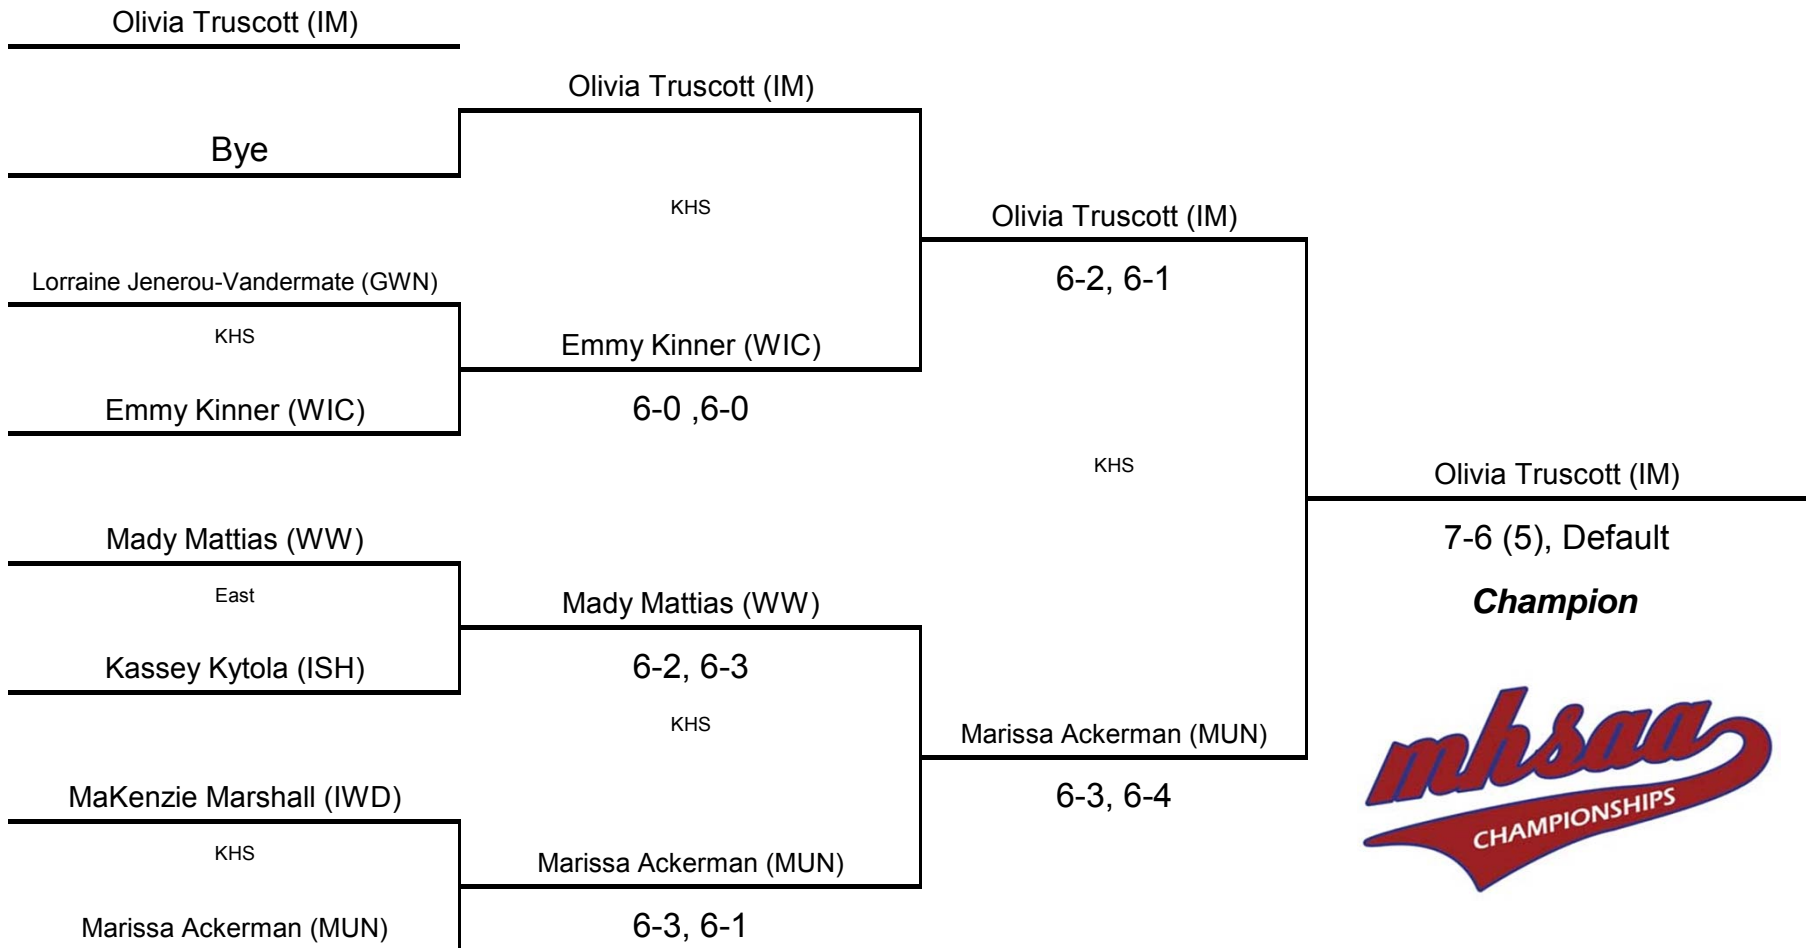 Olivia Truscott (IM)
Olivia Truscott (IM)
Bye
KHS
Olivia Truscott (IM)
Lorraine Jenerou-Vandermate (GWN)
6-2, 6-1
KHS
Emmy Kinner (WIC)
Emmy Kinner (WIC)
6-0 ,6-0
KHS
Olivia Truscott (IM)
Mady Mattias (WW)
7-6 (5), Default
East
Mady Mattias (WW)
Champion
Kassey Kytola (ISH)
6-2, 6-3
KHS
Marissa Ackerman (MUN)
MaKenzie Marshall (IWD)
6-3, 6-4
KHS
Marissa Ackerman (MUN)
Marissa Ackerman (MUN)
6-3, 6-1
mhsaa
CHAMPIONSHIPS